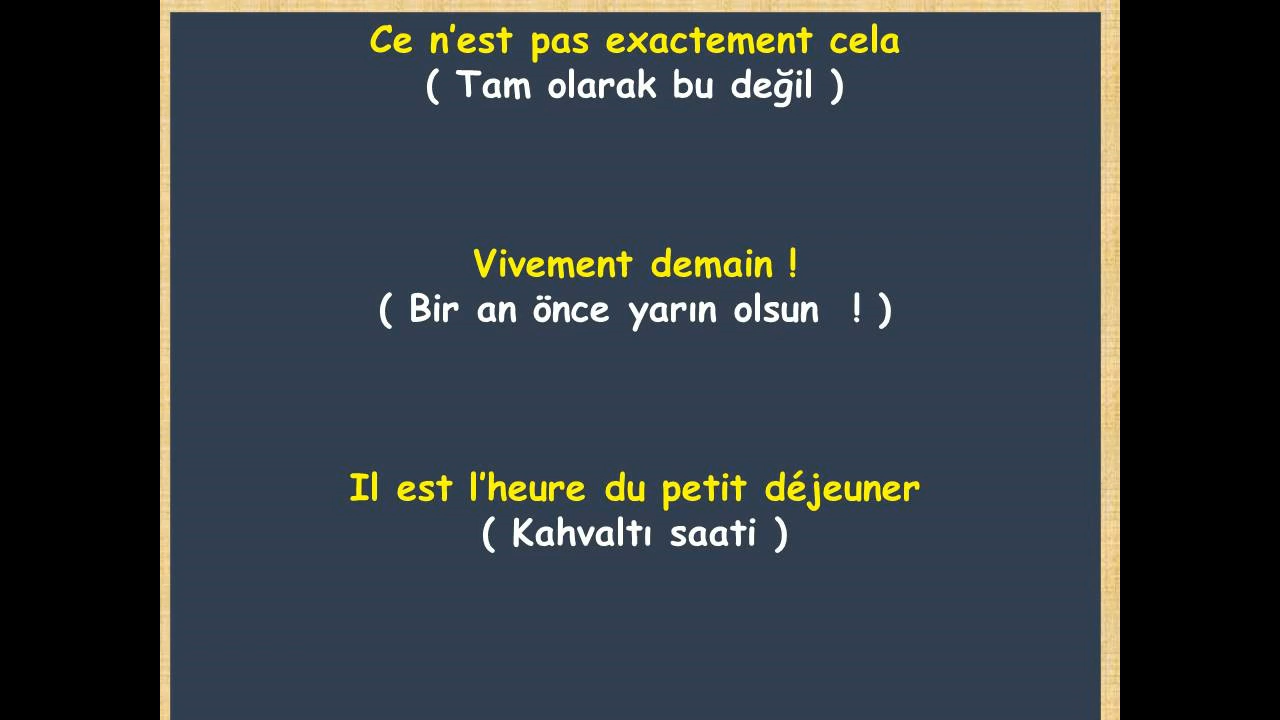 Ce n’est pas exactement cela
( Tam olarak bu değil )
Vivement demain !
( Bir an önce yarın olsun  ! )
Il est l’heure du petit déjeuner
( Kahvaltı saati )